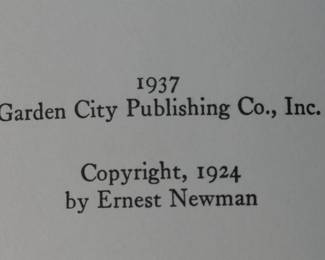 1937
Garden City Publishing Co., Inc.
Copyright, 1924
by Ernest Newman